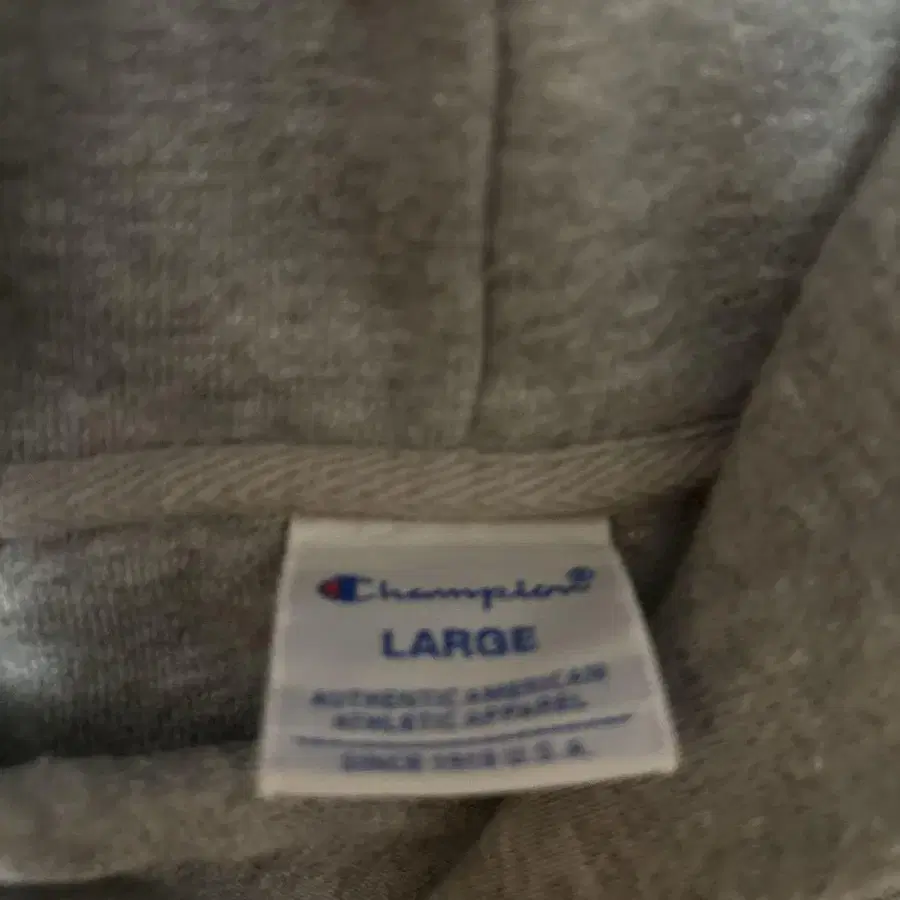 Champion®
LARGE
AUTHENTIC AMERICAN
ATHLETIC APPAREL
SINCE 1919 U.S.A.